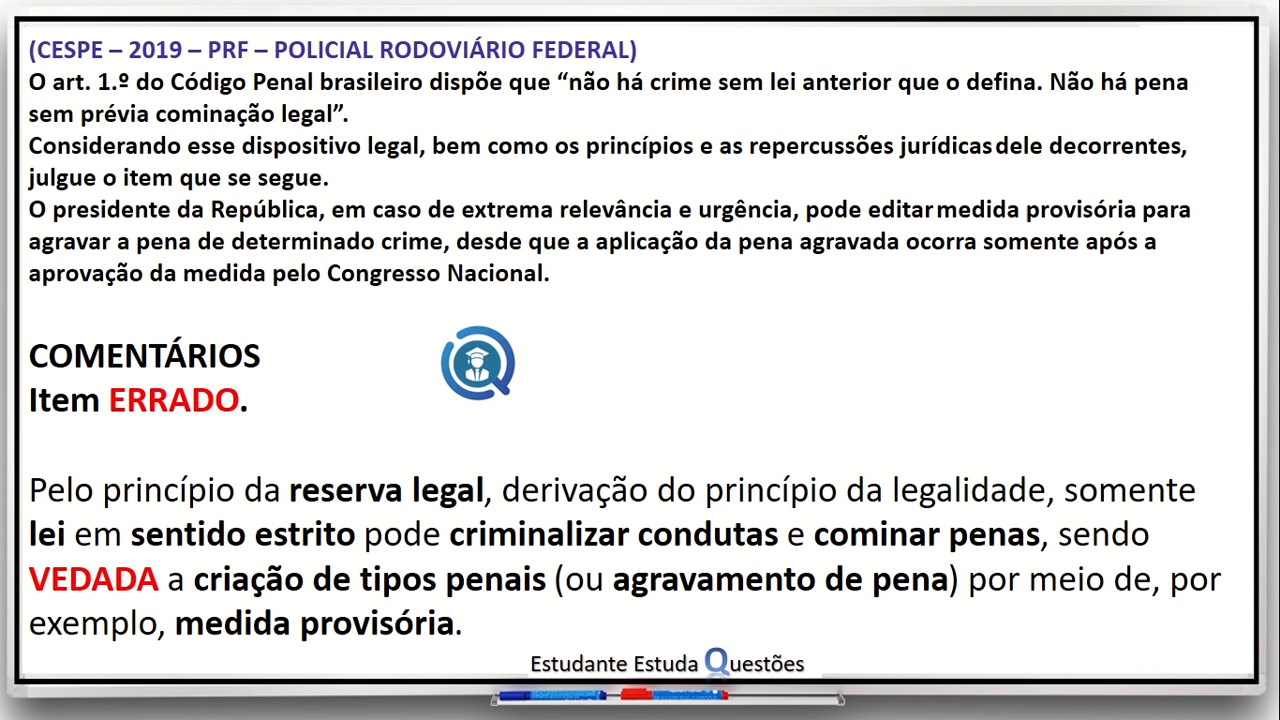 (CESPE – 2019 – PRF – POLICIAL RODOVIÁRIO FEDERAL)
O art. 1.º do Código Penal brasileiro dispõe que “não há crime sem lei anterior que o defina. Não há pena
sem prévia cominação legal”.
Considerando esse dispositivo legal, bem como os princípios e as repercussões jurídicas dele decorrentes,
julgue o item que se segue.
O presidente da República, em caso de extrema relevância e urgência, pode editar medida provisória para
agravar a pena de determinado crime, desde que a aplicação da pena agravada ocorra somente após a
aprovação da medida pelo Congresso Nacional.
COMENTÁRIOS
Item ERRADO.
Pelo princípio da reserva legal, derivação do princípio da legalidade, somente
lei em sentido estrito pode criminalizar condutas e cominar penas, sendo
VEDADA a criação de tipos penais (ou agravamento de pena) por meio de, por
exemplo, medida provisória.
Estudante Estuda Questões